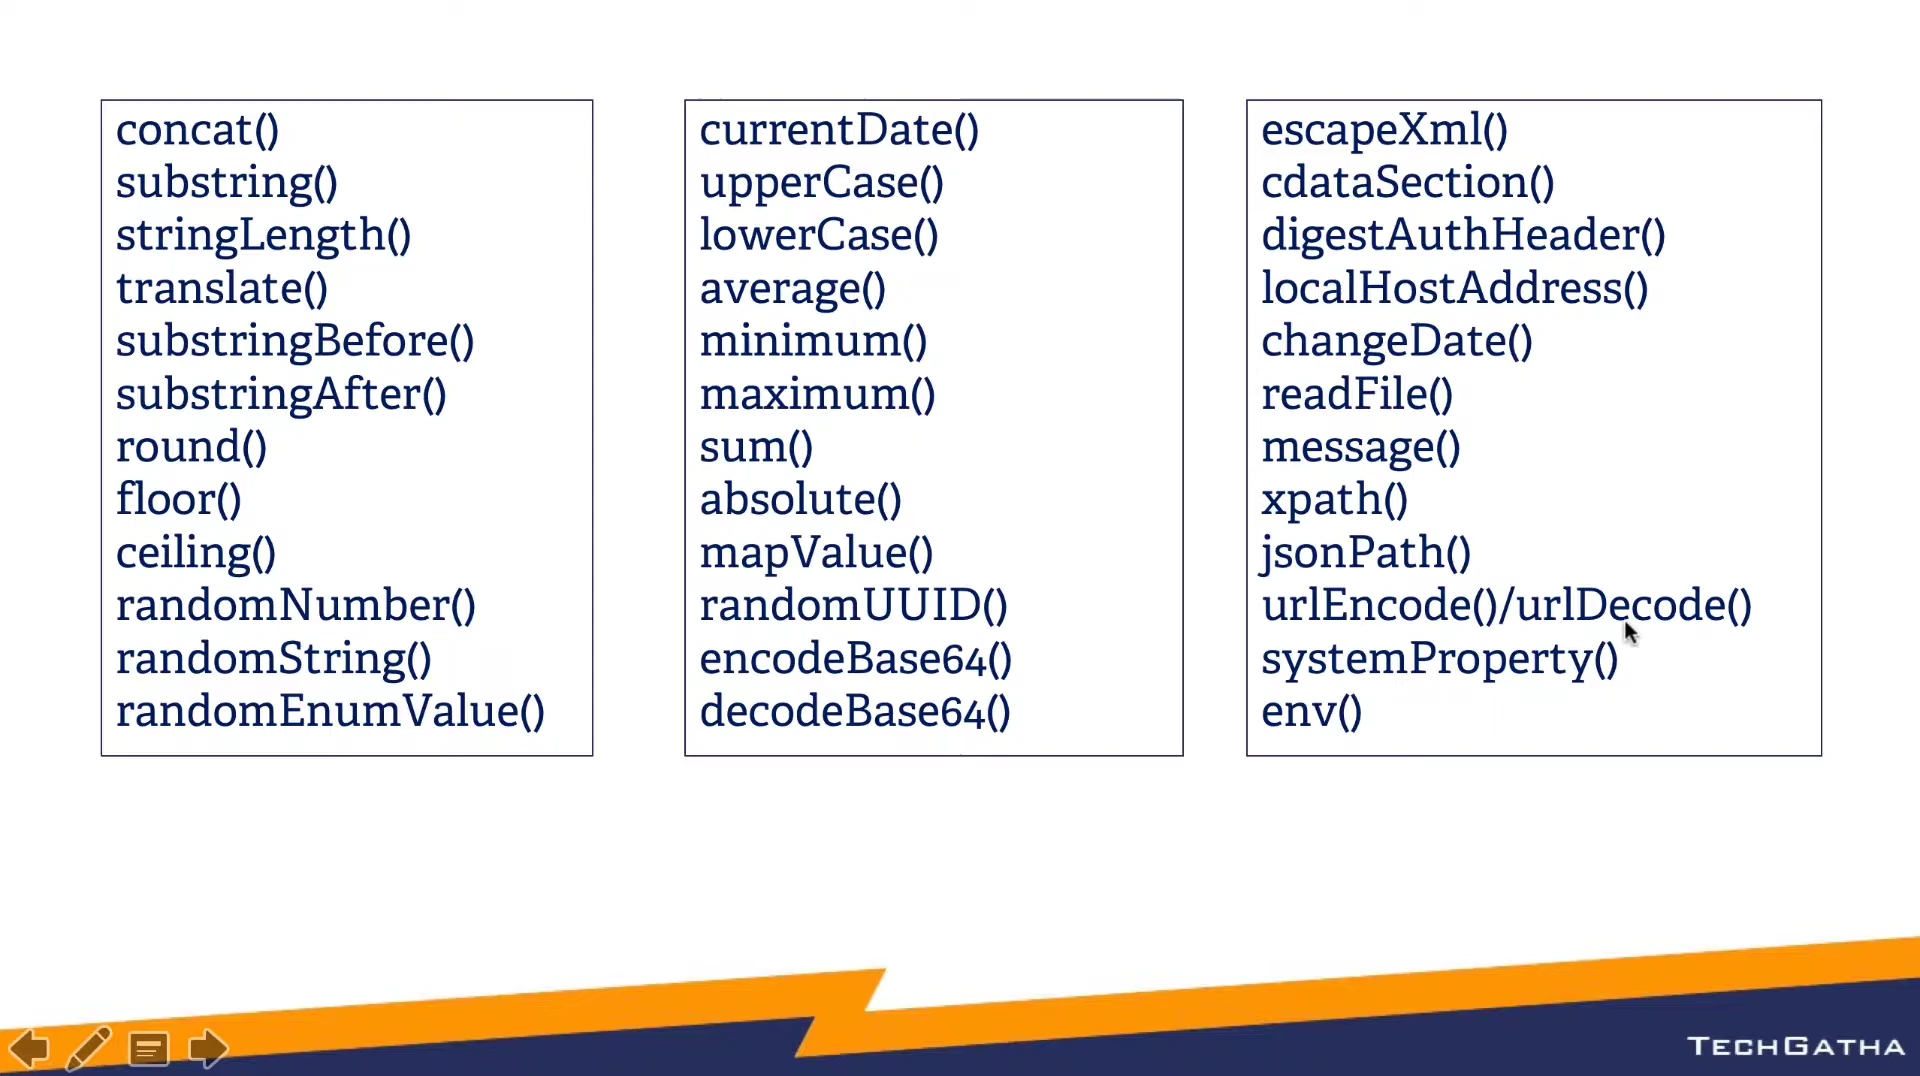 concat()
substring()
stringLength()
translate()
substringBefore()
substringAfter()
round()
floor()
ceiling()
randomNumber()
randomString()
randomEnumValue()
currentDate()
upperCase()
lowerCase()
average()
minimum()
maximum()
sum()
absolute()
mapValue()
randomUUID()
encodeBase64()
decodeBase64()
escapeXml()
cdataSection()
digestAuthHeader()
localHostAddress()
changeDate()
readFile()
message()
xpath()
jsonPath()
urlEncode()/urlDecode()
systemProperty()
env()
TECHGATHA